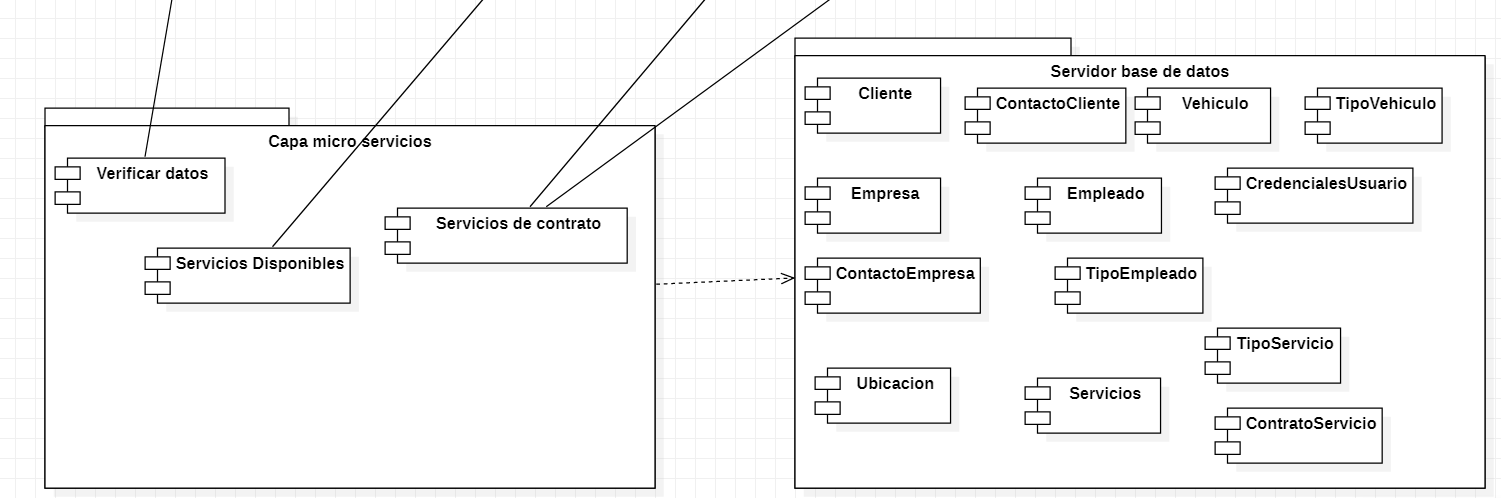 Capa micro servicios
Verificar datos
Servicios de contrato
Servicios Disponibles
Servidor base de datos
Cliente
ContactoCliente
Vehiculo
TipoVehiculo
Empresa
Empleado
CredencialesUsuario
ContactoEmpresa
TipoEmpleado
TipoServicio
Ubicacion
Servicios
ContratoServicio